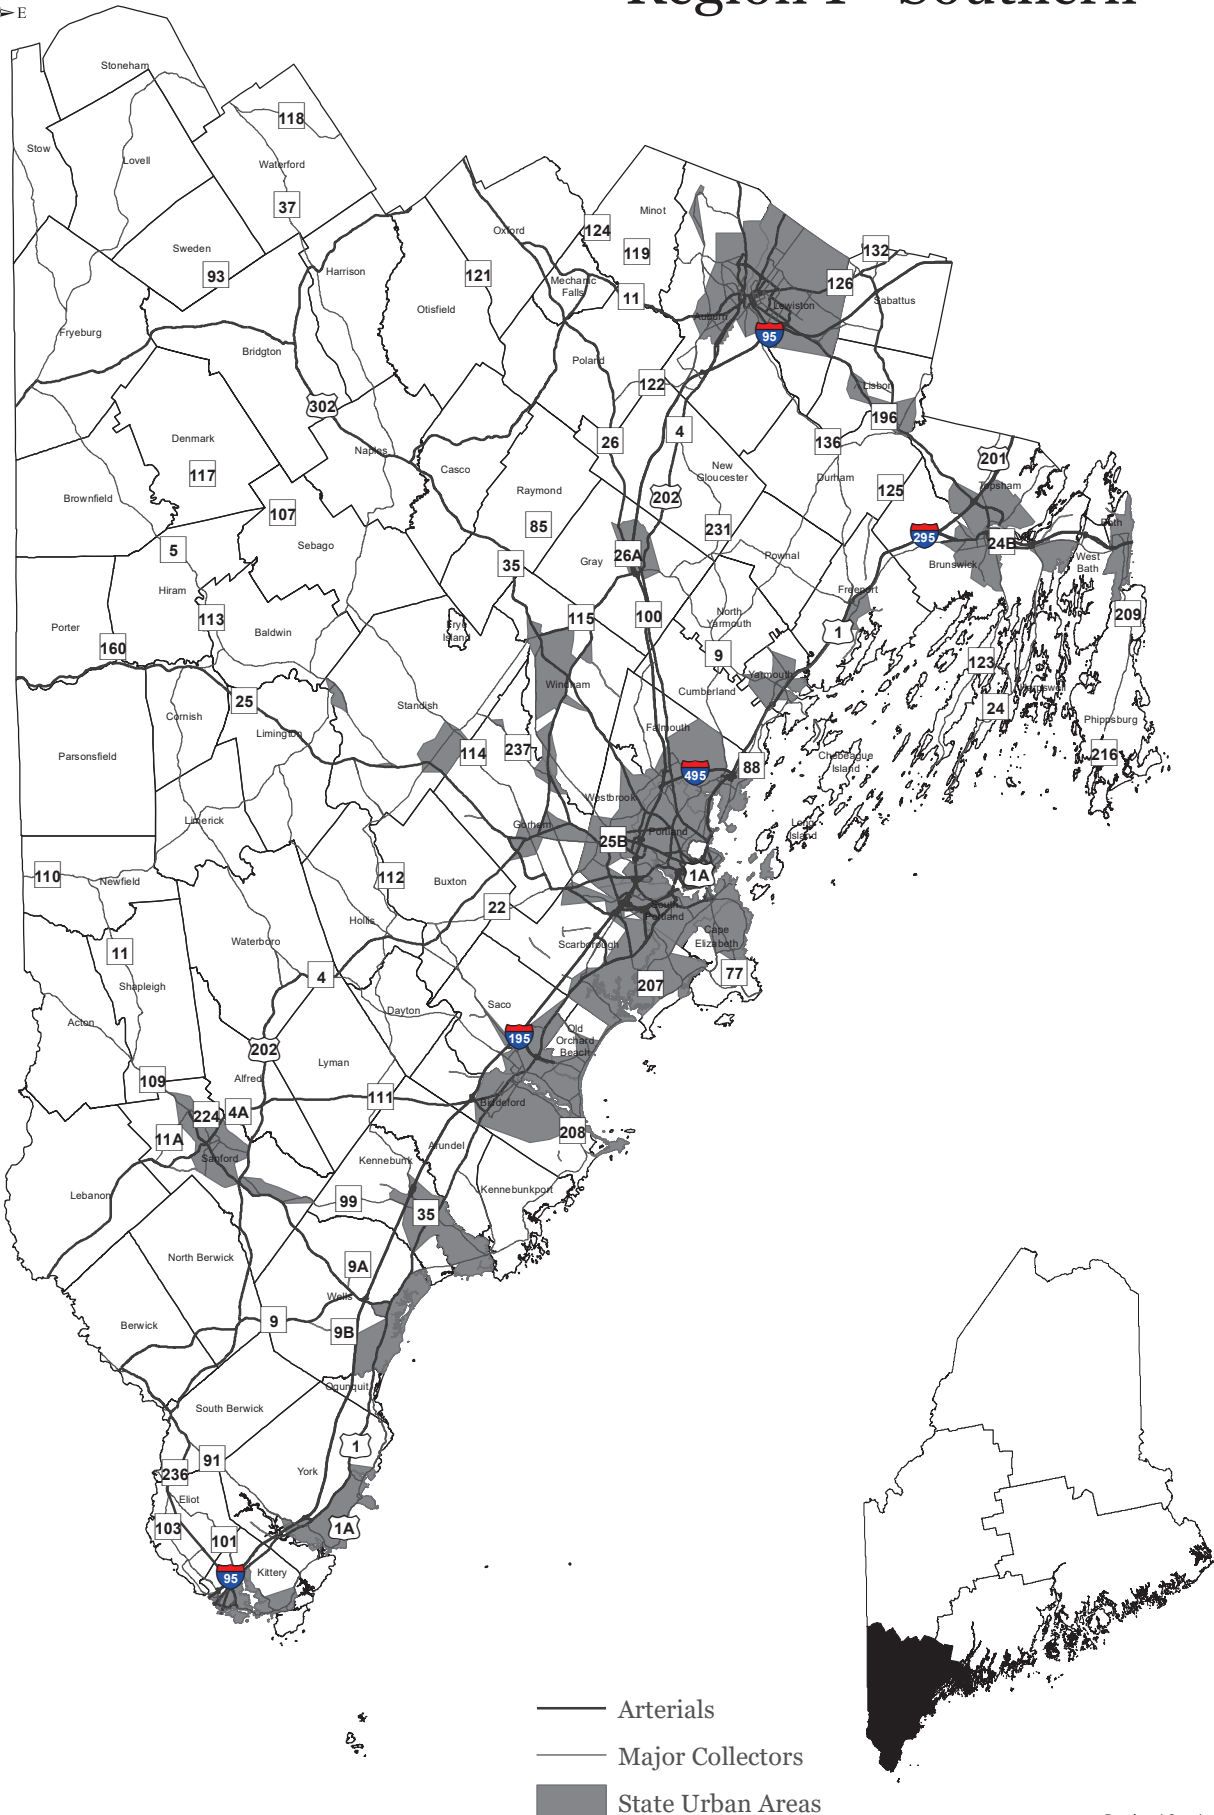 Region 1 - Southern
E
Stoneham
118
Stow
Lovell
Waterford
37
Minot
124
Oxford
Sweden
132
119
93
Harrison
121
126
Mechanic
Falls
11
Sabattus
Otisfield
Lewiston
Auburn
Fryeburg
95
Bridgton
Poland
122
Lisbon
302
196
4
Denmark
26
136
Naples
201
117
Casco
New
Gloucester
Durham
Topsham
Raymond
125
Brownfield
202
107
85
231
Bath
295
24B
5
Sebago
26A
Pownal
35
Gray
West
Bath
Brunswick
Hiram
Freeport
113
115
100
North
Yarmouth
209
Porter
Baldwin
Frye
Island
1
160
9
123
Yarmouth
Windham
Harpswell
25
Cumberland
Standish
24
Cornish
Phippsburg
Limington
Falmouth
114
237
216
Parsonsfield
88
Chebeague
Island
495
Westbrook
Limerick
Gorham
Portland
Long
Island
25B
110
Newfield
112
Buxton
1A
22
South
Portland
Hollis
Cape
Elizabeth
Waterboro
Scarborough
11
4
77
Shapleigh
207
Saco
Dayton
Acton
Old
Orchard
Beach
195
202
Lyman
109
Alfred
111
4A
Biddeford
224
11A
208
Arundel
Sanford
Kennebunk
Lebanon
Kennebunkport
99
35
North Berwick
9A
Wells
9
Berwick
9B
Ogunquit
South Berwick
1
91
236
York
Eliot
103
1A
101
95
Kittery
Arterials
Major Collectors
State Urban Areas